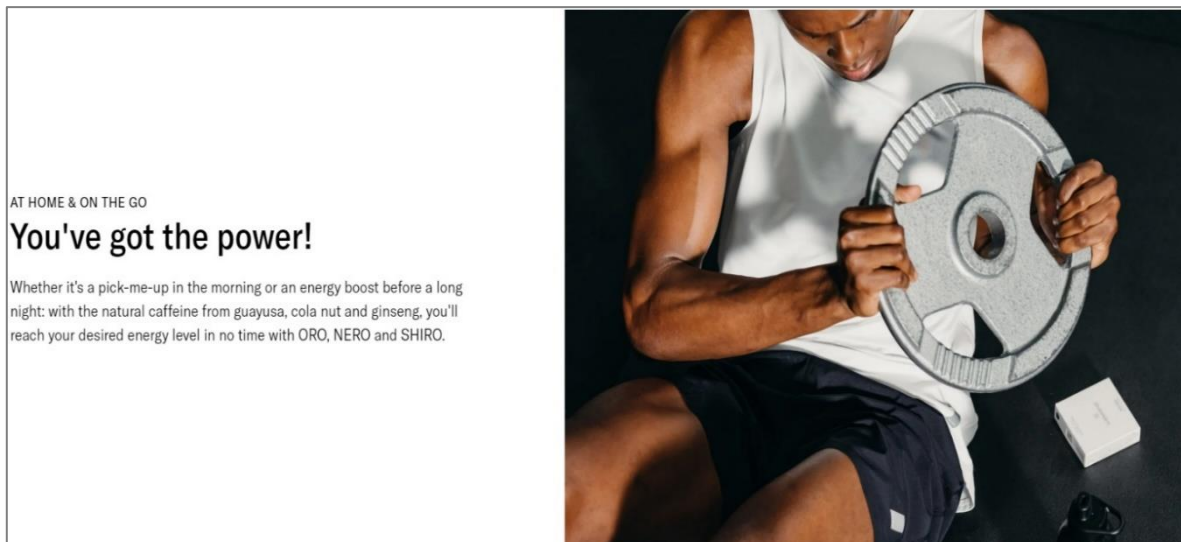 AT HOME & ON THE GO
You've got the power!
Whether it's a pick-me-up in the morning or an energy boost before a long
night: with the natural caffeine from guayusa, cola nut and ginseng, you'll
reach your desired energy level in no time with ORO, NERO and SHIRO.